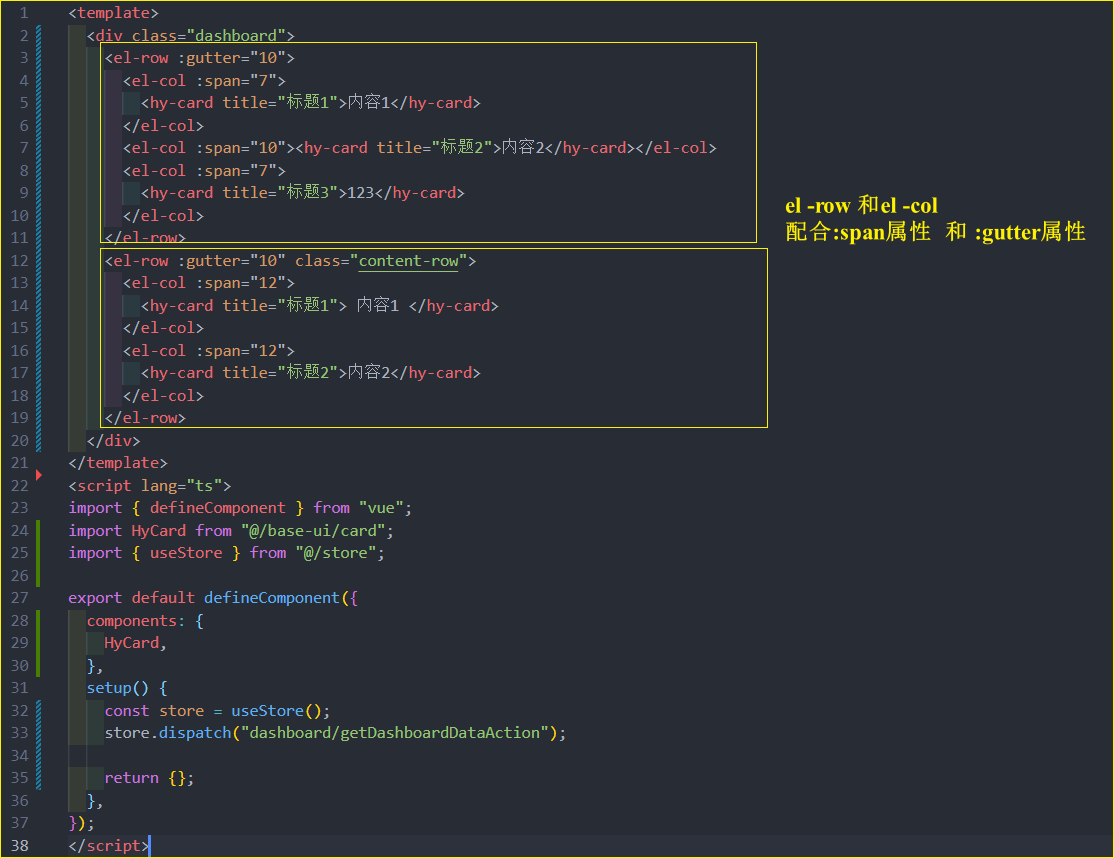 1 <template>
2 <div class="dashboard">
3 <el-row :gutter="10">
4 <el-col :span="7">
5 <hy-card title="标题1">内容1</hy-card>
6 </el-col>
7 <el-col :span="10"><hy-card title="标题2">内容2</hy-card></el-col>
8 <el-col :span="7">
9 <hy-card title="标题3">123</hy-card>
10 </el-col>
11 </el-row>
12 <el-row :gutter="10" class="content-row">
13 <el-col :span="12">
14 <hy-card title="标题1"> 内容1 </hy-card>
15 </el-col>
16 <el-col :span="12">
17 <hy-card title="标题2">内容2</hy-card>
18 </el-col>
19 </el-row>
20 </div>
21 </template>
22 <script lang="ts">
23 import { defineComponent } from "vue";
24 import HyCard from "@/base-ui/card";
25 import { useStore } from "@/store";
26
27 export default defineComponent({
28 components: {
29 HyCard,
30 },
31 setup() {
32 const store = useStore();
33 store.dispatch("dashboard/getDashboardDataAction");
34
35 return {};
36 },
37 });
38 </script>
el -row 和el -col
配合:span属性 和 :gutter属性